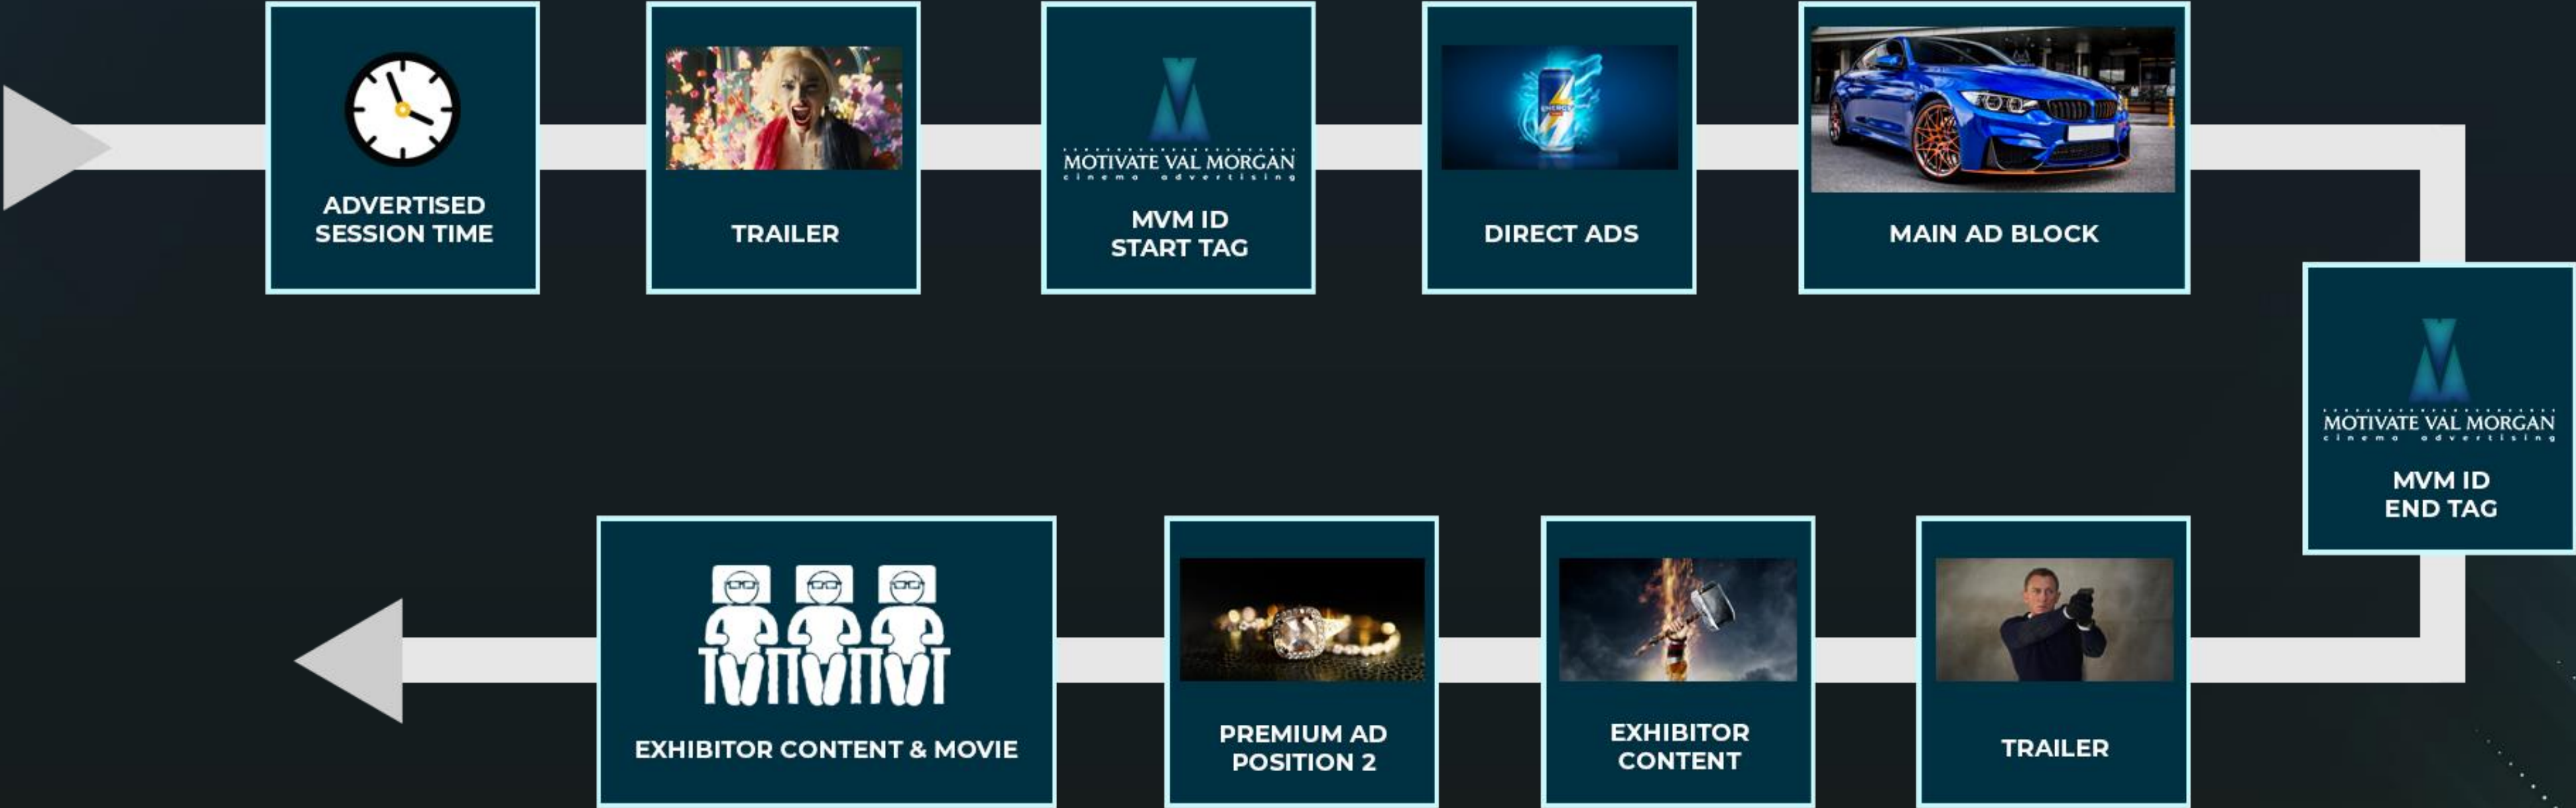 ADVERTISED
SESSION TIME
TRAILER
MOTIVATE VAL MORGAN
cinema advertising
MVM ID
START TAG
ENERGY
DIRECT ADS
MAIN AD BLOCK
MOTIVATE VAL MORGAN
cinema advertising
MVM ID
END TAG
TRAILER
EXHIBITOR
CONTENT
PREMIUM AD
POSITION 2
EXHIBITOR CONTENT & MOVIE